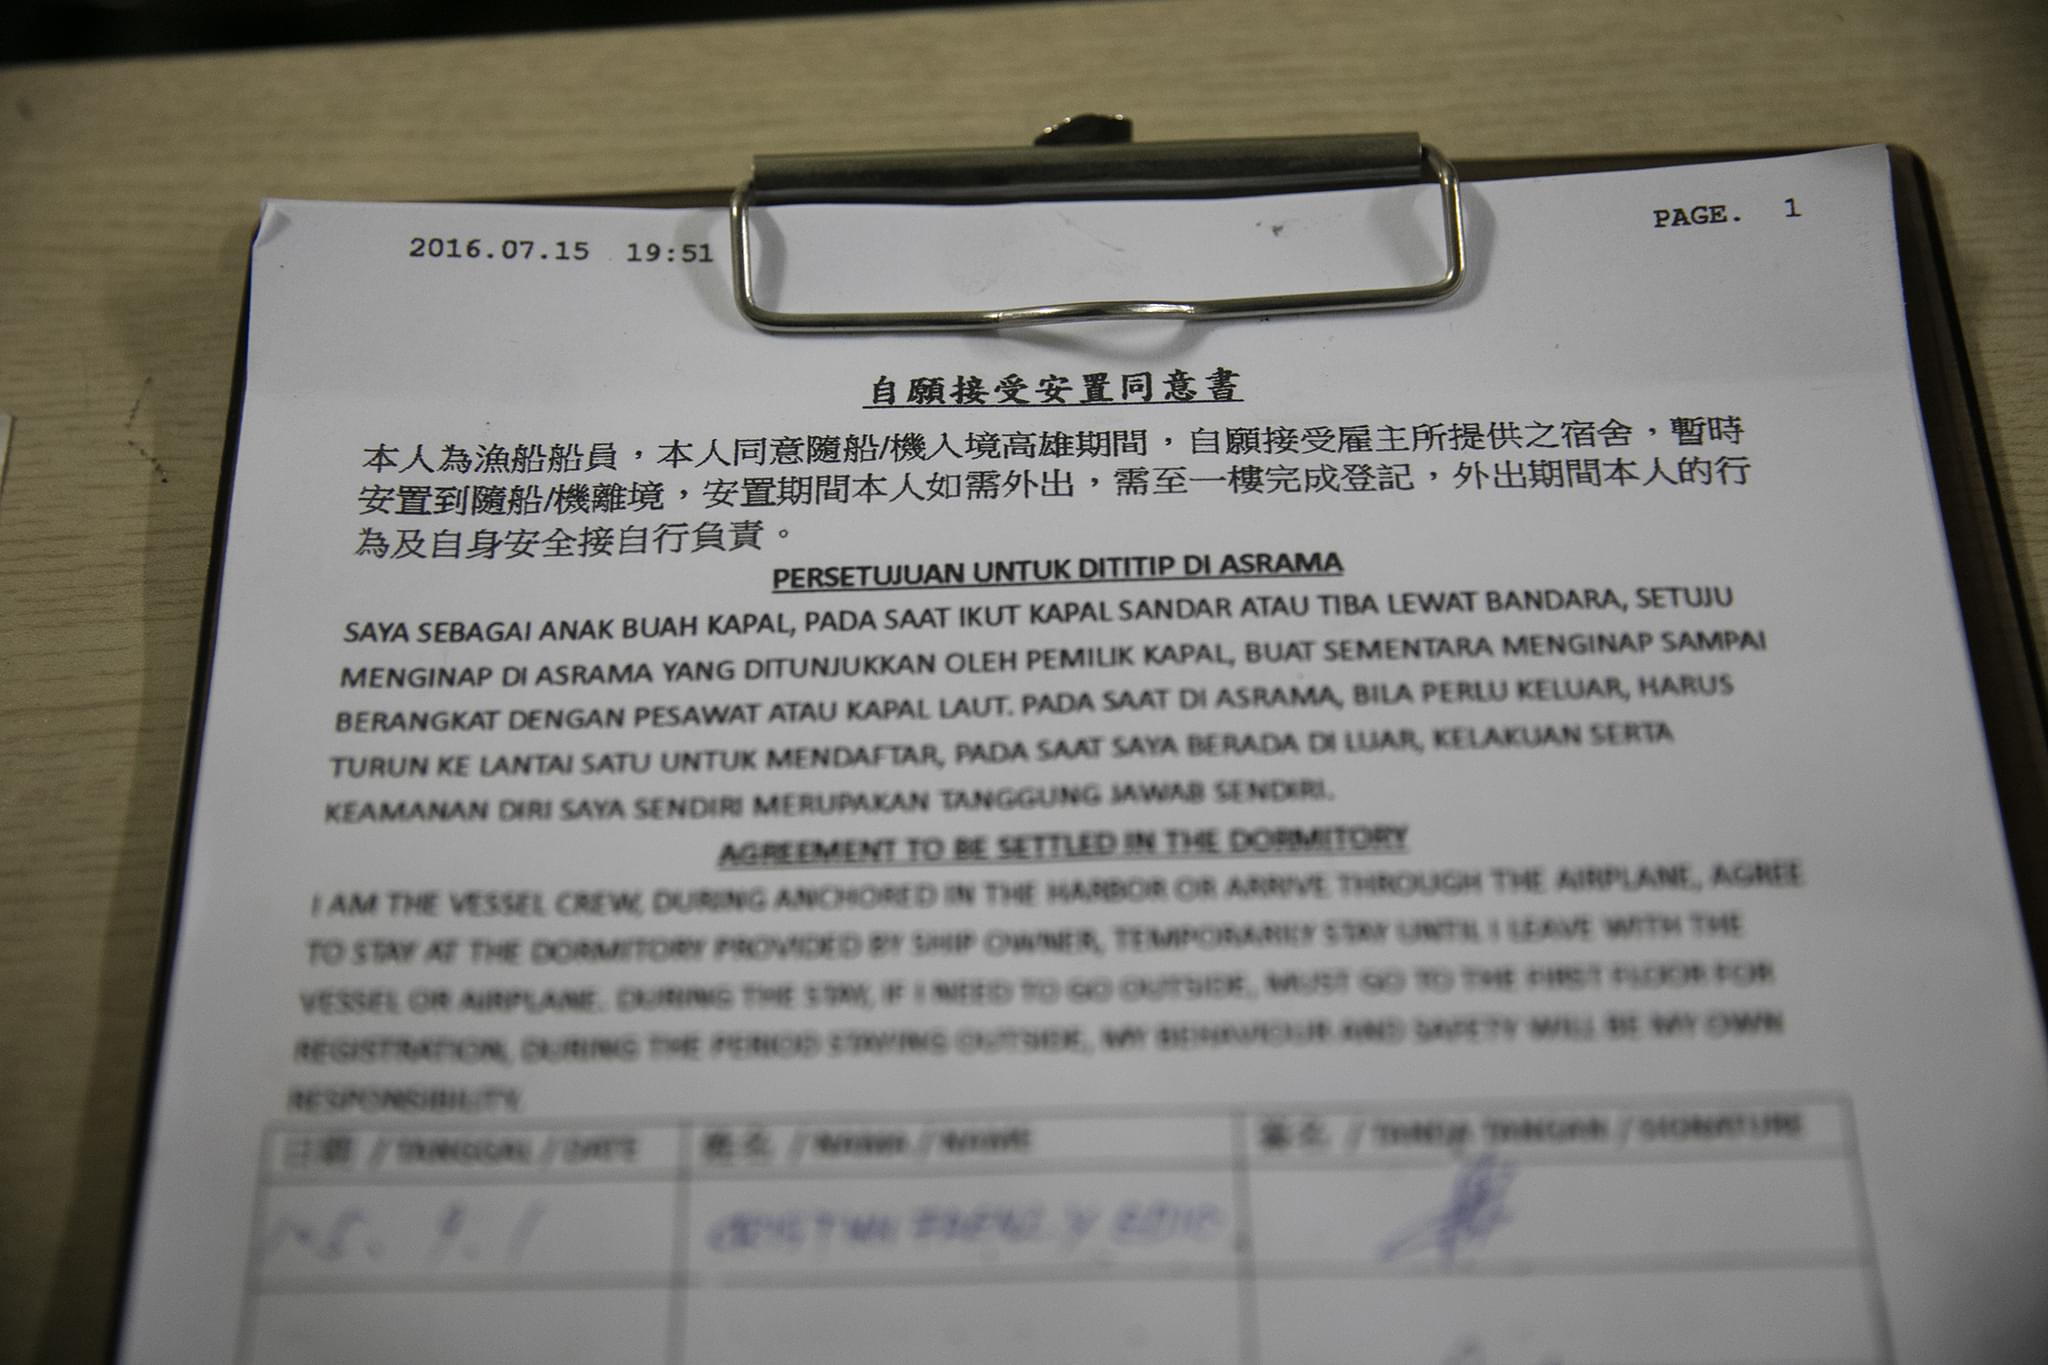 2016.07.15 19:51
PAGE. 1
自願接受安置同意書
本人為漁船船員，本人同意隨船/機入境高雄期間，自願接受雇主所提供之宿舍，暫時
安置到隨船/機離境，安置期間本人如需外出，需至一樓完成登記，外出期間本人的行
為及自身安全接自行負責。
PERSETUJUAN UNTUK DITITIP DI ASRAMA
SAYA SEBAGAI ANAK BUAH KAPAL, PADA SAAT IKUT KAPAL SANDAR ATAU TIBA LEWAT BANDARA, SETUJU
MENGINAP DI ASRAMA YANG DITUNJUKKAN OLEH PEMILIK KAPAL, BUAT SEMENTARA MENGINAP SAMPAI
BERANGKAT DENGAN PESAWAT ATAU KAPAL LAUT. PADA SAAT DI ASRAMA, BILA PERLU KELUAR, HARUS
TURUN KE LANTAI SATU UNTUK MENDAFTAR, PADA SAAT SAYA BERADA DI LUAR, KELAKUAN SERTA
KEAMANAN DIRI SAYA SENDIRI MERUPAKAN TANGGUNG JAWAB SENDIRI.
AGREEMENT TO BE SETTLED IN THE DORMITORY
I AM THE VESSEL CREW, DURING ANCHORED IN THE HARBOR OR ARRIVE THROUGH THE AIRPLANE, AGREE
TO STAY AT THE DORMITORY PROVIDED BY SHIP OWNER, TEMPORARILY STAY UNTIL I LEAVE WITH THE
VESSEL OR AIRPLANE. DURING THE STAY, IF I NEED TO GO OUTSIDE, MUST GO TO THE FIRST FLOOR FOR
REGISTRATION, DURING THE PERIOD STAYING OUTSIDE, MY BEHAVIOUR AND SAFETY WILL BE MY OWN
RESPONSIBILITY.
日期 / TANGGAL / DATE
姓名 / NAMA / NAME
簽名 / TANDA TANGAN / SIGNATURE